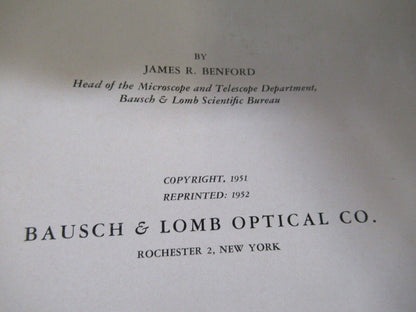 BY
JAMES R. BENFORD
Head of the Microscope and Telescope Department,
Bausch & Lomb Scientific Bureau
COPYRIGHT, 1951
REPRINTED: 1952
BAUSCH & LOMB OPTICAL CO.
ROCHESTER 2, NEW YORK